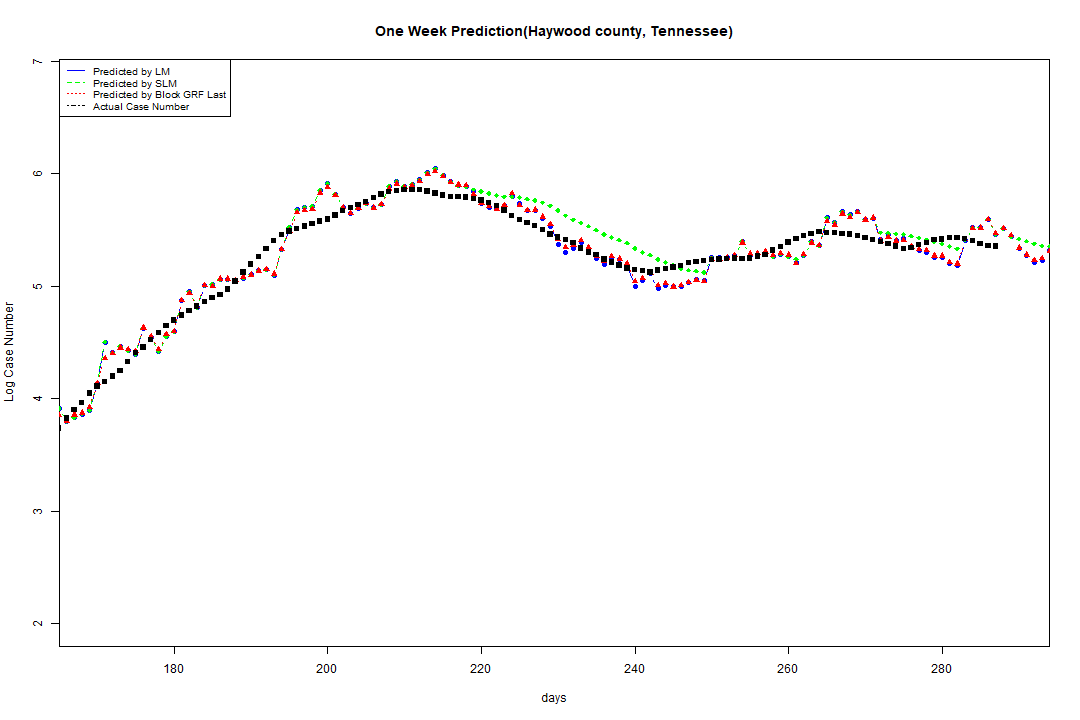 One Week Prediction(Haywood county, Tennessee)
Predicted by LM
Predicted by SLM
Predicted by Block GRF Last
Actual Case Number
7
6
5
4
3
2
Log Case Number
180 200 220 240 260 280
days